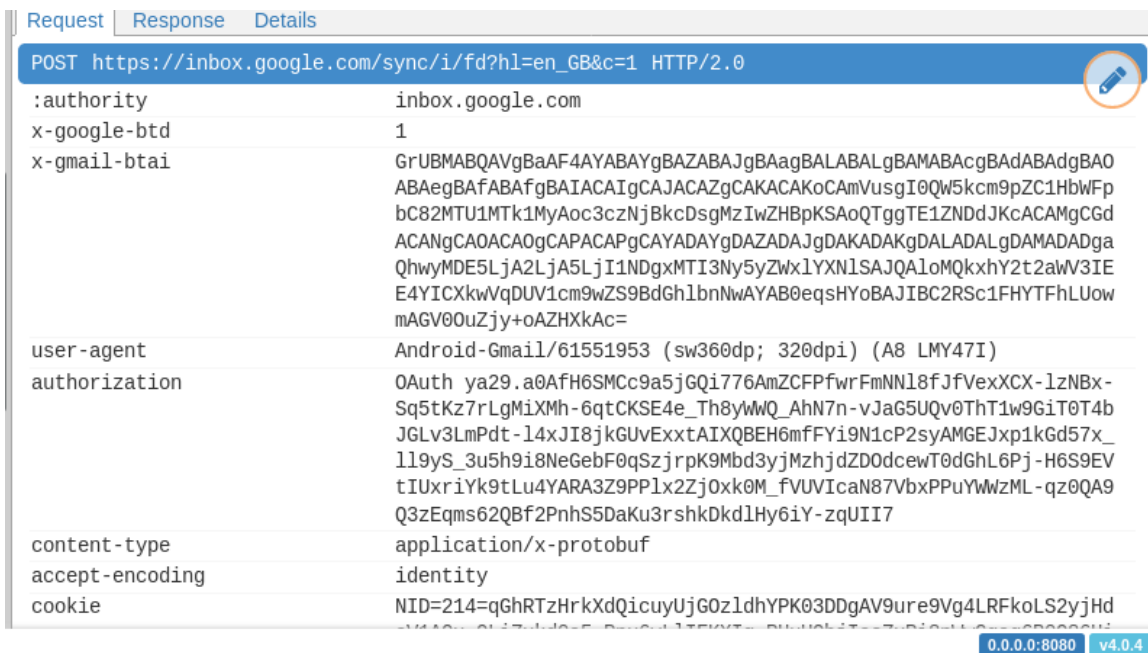 Request Response Details
POST https://inbox.google.com/sync/i/fd?hl=en_GB&c=1 HTTP/2.0
:authority inbox.google.com
x-google-btd 1
x-gmail-btai GrUBMABQAVgBaAF4AYABAYgBAZABAJgBAagBALABALgBAMABAcgBAdABAdgBAO
ABAegBAfABAfgBAIACAIgCAJACAZgCAKACAKoCAmVusgI0QW5kcm9pZC1HbWFp
bC82MTU1MTk1MyAoc3czNjBkcDsgMzIwZHBpKSAoQTggTE1ZNDdJKcACAMgCGd
ACANgCAOACAOgCAPACAPgCAYADAYgDAZADAJgDAKADAKgDALADALgDAMADADga
QhwyMDE5LjA2LjA5LjI1NDgxMTI3Ny5yZWxlYXNlSAJQAloMQkxhY2t2aWV3IE
E4YICXkwVqDUV1cm9wZS9BdGhlbnNwAYAB0eqsHYoBAJIBC2RSc1FHYTFhLUow
mAGV0OuZjy+oAZHXkAc=
user-agent Android-Gmail/61551953 (sw360dp; 320dpi) (A8 LMY47I)
authorization OAuth ya29.a0AfH6SMCc9a5jGQi776AmZCFPfwrFmNNl8fJfVexXCX-lzNBx-
Sq5tKz7rLgMiXMh-6qtCKSE4e_Th8yWWQ_AhN7n-vJaG5UQv0ThT1w9GiT0T4b
JGLv3LmPdt-l4xJI8jkGUvExxtAIXQBEH6mfFYi9N1cP2syAMGEJxp1kGd57x_
ll9yS_3u5h9i8NeGebF0qSzjrpK9Mbd3yjMzhjdZDOdcewT0dGhL6Pj-H6S9EV
tIUxriYk9tLu4YARA3Z9PPlx2ZjOxk0M_fVUVIcaN87VbxPPuYWWzML-qz0QA9
Q3zEqms62QBf2PnhS5DaKu3rshkDkdlHy6iY-zqUII7
content-type application/x-protobuf
accept-encoding identity
cookie NID=214=qGhRTzHrkXdQicuyUjGOzldhYPK03DDgAV9ure9Vg4LRFkoLS2yjHd
0.0.0.0:8080 v4.0.4